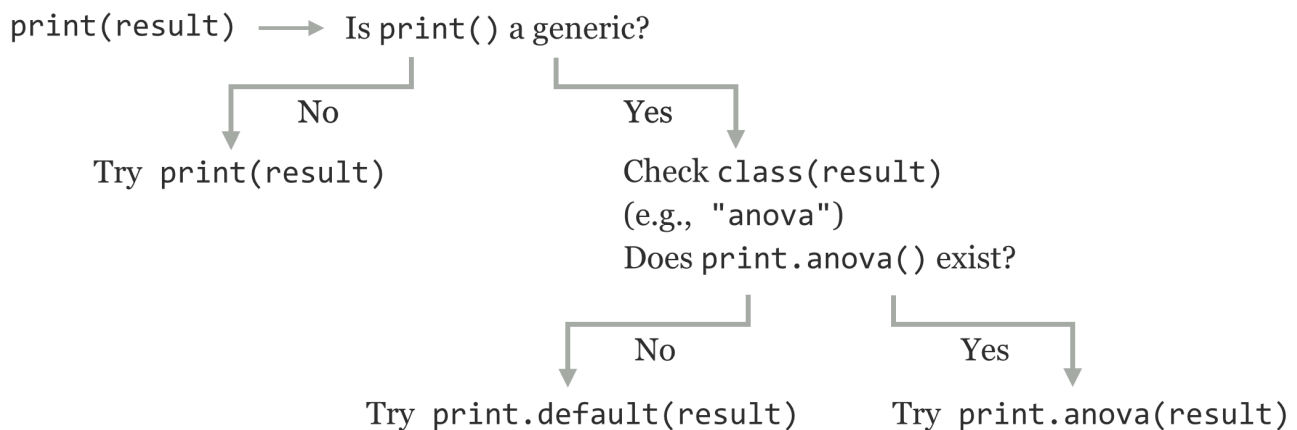 print(result) Is print() a generic?
No Yes
Try print(result) Check class(result)
(e.g., "anova")
Does print.anova() exist?
No Yes
Try print.default(result) Try print.anova(result)